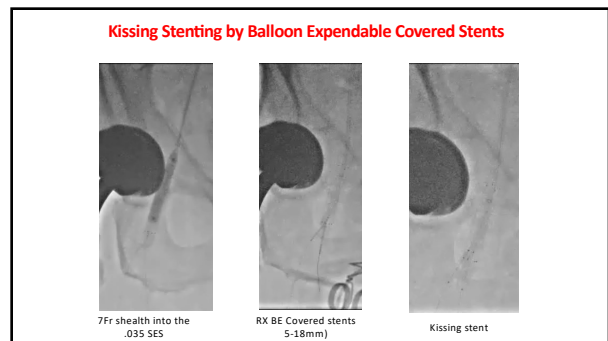 Kissing Stenting by Balloon Expendable Covered Stents
7Fr shealth into the
.035 SES
RX BE Covered stents
5-18mm)
Kissing stent